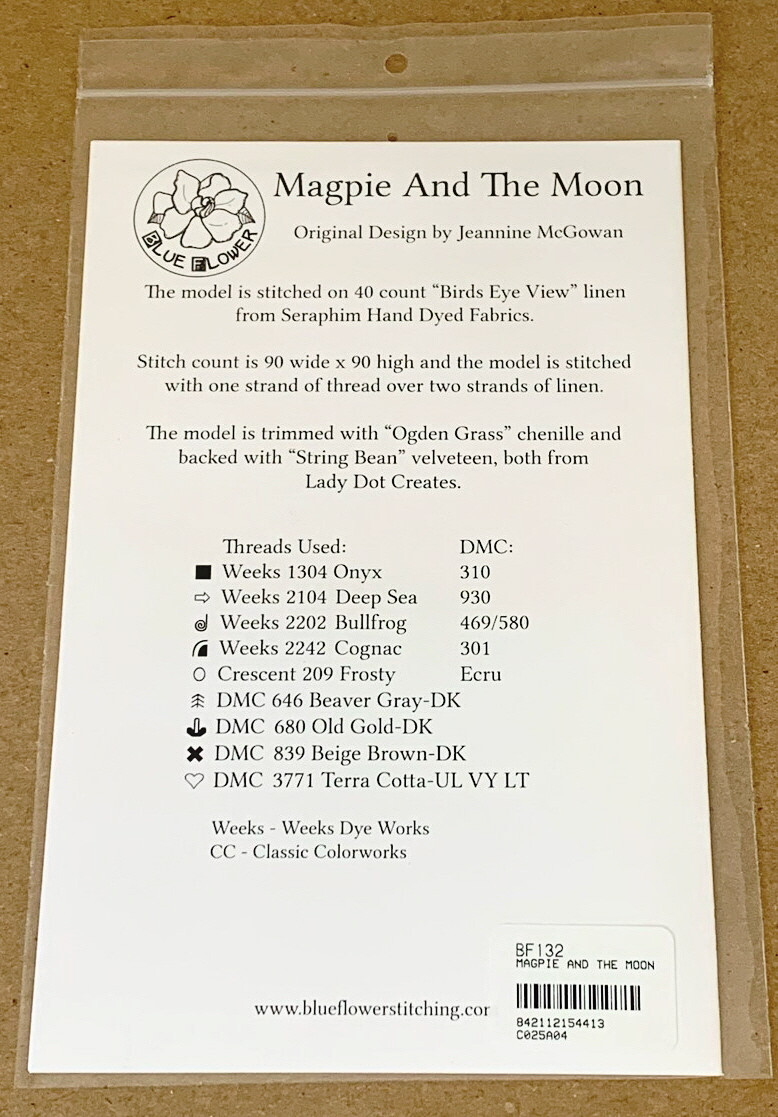 Magpie And The Moon
BLUE FLOWER
Original Design by Jeannine McGowan
The model is stitched on 40 count “Birds Eye View” linen
from Seraphim Hand Dyed Fabrics.
Stitch count is 90 wide x 90 high and the model is stitched
with one strand of thread over two strands of linen.
The model is trimmed with “Ogden Grass” chenille and
backed with “String Bean” velveteen, both from
Lady Dot Creates.
Threads Used: DMC:
Weeks 1304 Onyx 310
Weeks 2104 Deep Sea 930
Weeks 2202 Bullfrog 469/580
Weeks 2242 Cognac 301
Crescent 209 Frosty Ecru
DMC 646 Beaver Gray-DK
DMC 680 Old Gold-DK
DMC 839 Beige Brown-DK
DMC 3771 Terra Cotta-UL VY LT
Weeks - Weeks Dye Works
CC - Classic Colorworks
BF132
MAGPIE AND THE MOON
www.blueflowerstitching.cor
842112154413
C025A04